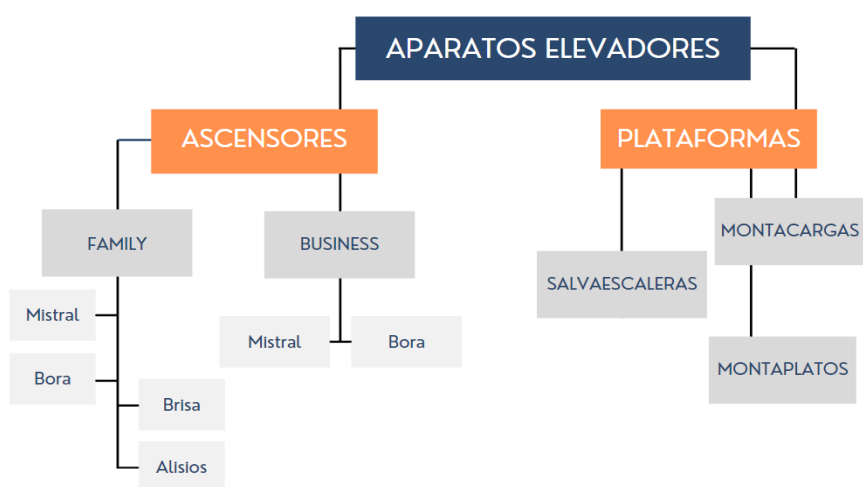 APARATOS ELEVADORES
ASCENSORES
PLATAFORMAS
FAMILY
BUSINESS
MONTACARGAS
SALVAESCALERAS
Mistral
Bora
Mistral
Bora
MONTAPLATOS
Brisa
Alisios